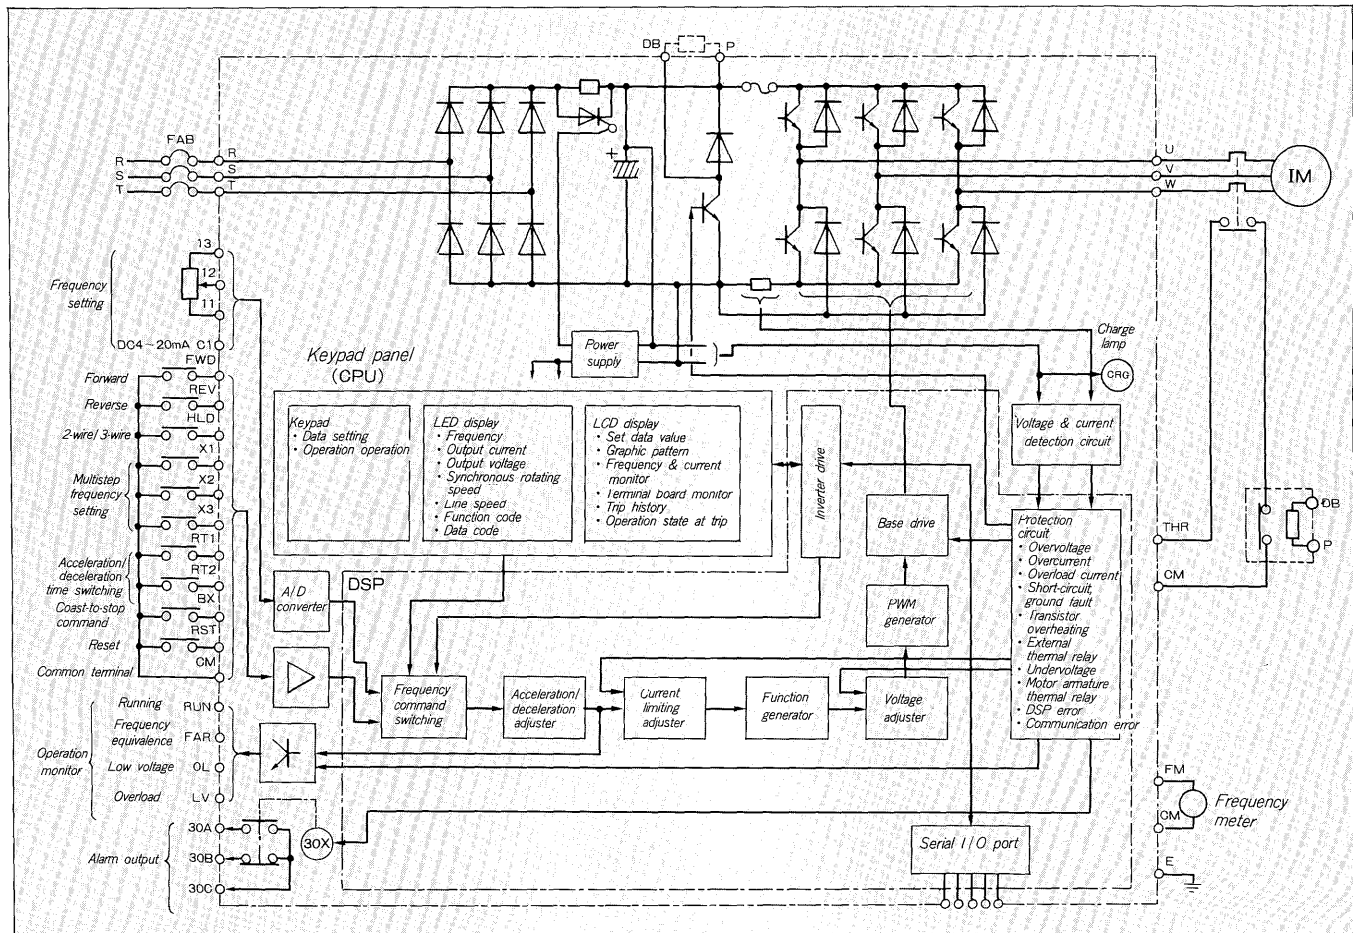 DB
P
FAB
R
S
T
R
S
T
+
U
V
W
IM
13
12
11
Frequency
setting
DC4~20mA C1
FWD
Forward
REV
Reverse
HLD
2-wire/3-wire
X1
Multistep
frequency
setting
X2
X3
RT1
Acceleration/
deceleration
time switching
RT2
BX
Coast-to-stop
command
RST
Reset
CM
Common terminal
Running
RUN
Frequency
equivalence
FAR
Operation
monitor
Low voltage
OL
Overload
LV
30A
Alarm output
30B
30C
30X
Keypad panel
(CPU)
Power
supply
Charge
lamp
CRG
Keypad
• Data setting
• Operation operation
LED display
• Frequency
• Output current
• Output voltage
• Synchronous rotating
speed
• Line speed
• Function code
• Data code
LCD display
• Set data value
• Graphic pattern
• Frequency & current
monitor
• Terminal board monitor
• Trip history
• Operation state at trip
Inverter drive
Voltage & current
detection circuit
Base drive
Protection
circuit
• Overvoltage
• Overcurrent
• Overload current
• Short-circuit,
ground fault
• Transistor
overheating
• External
thermal relay
• Undervoltage
• Motor armature
thermal relay
• DSP error
• Communication error
A/D
converter
DSP
PWM
generator
Frequency
command
switching
Acceleration/
deceleration
adjuster
Current
limiting
adjuster
Function
generator
Voltage
adjuster
Serial I/O port
THR
CM
DB
P
FM
CM
Frequency
meter
E